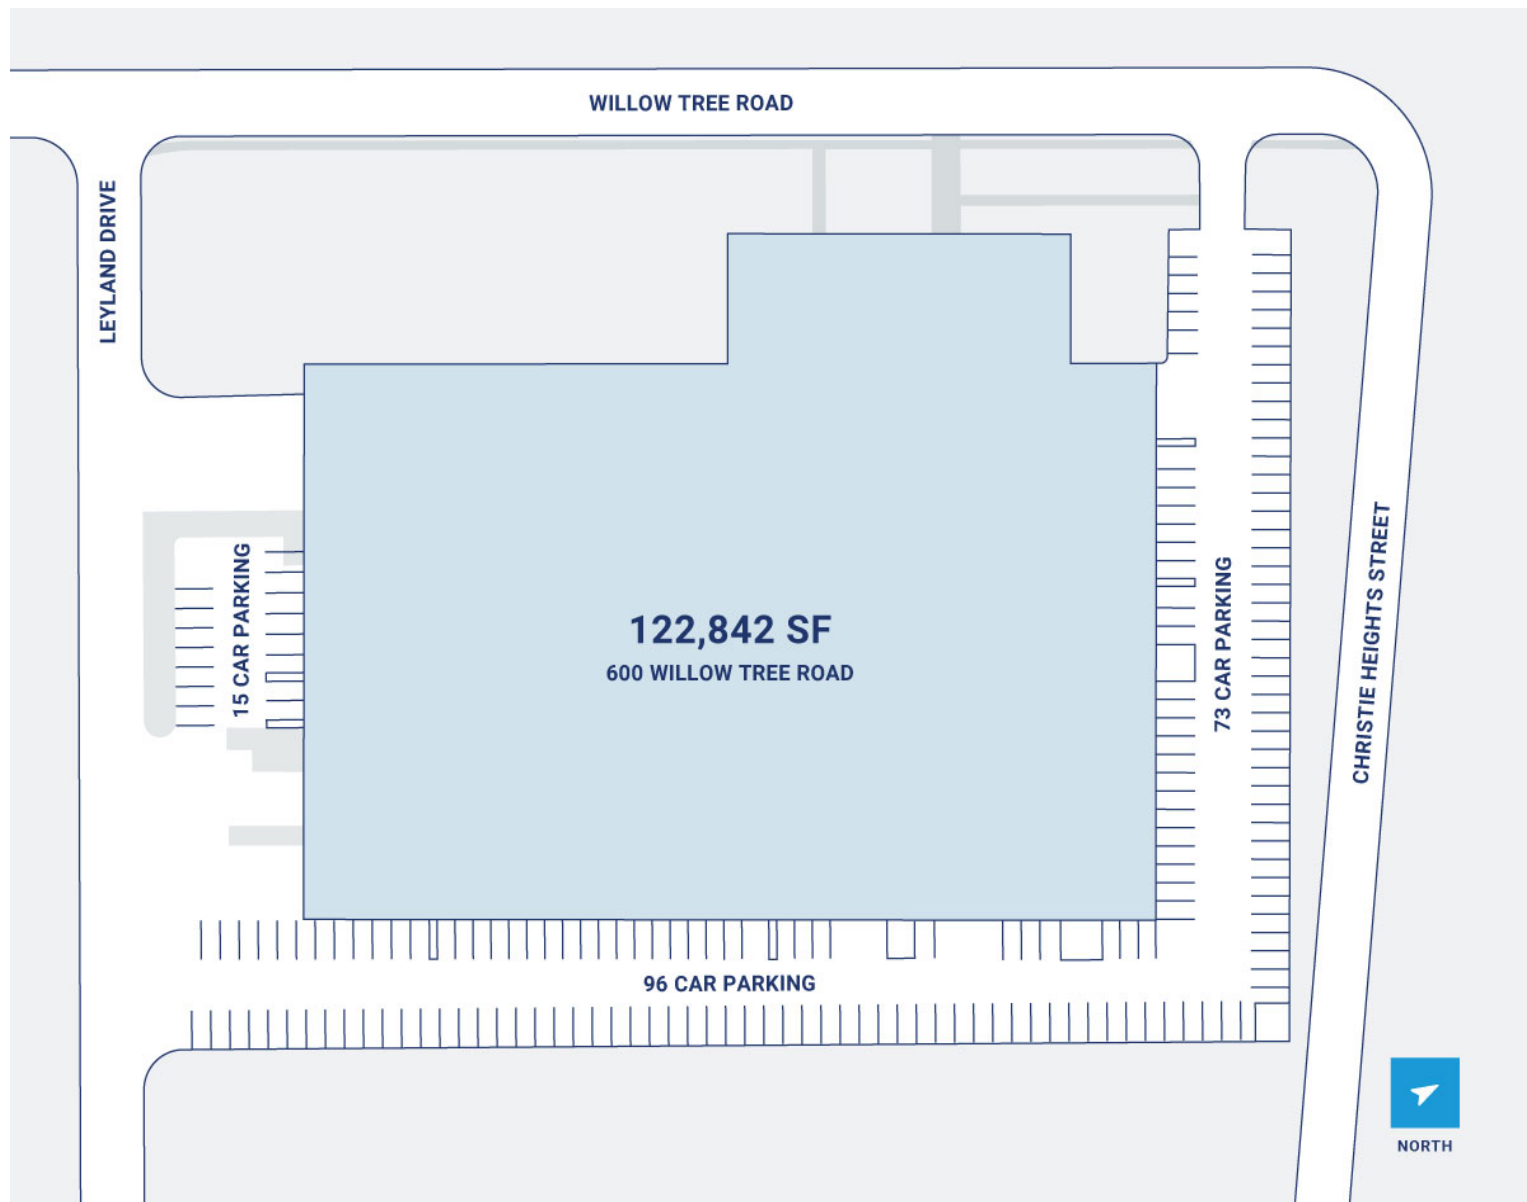 WILLOW TREE ROAD
LEYLAND DRIVE
15 CAR PARKING
122,842 SF
600 WILLOW TREE ROAD
73 CAR PARKING
CHRISTIE HEIGHTS STREET
96 CAR PARKING
NORTH